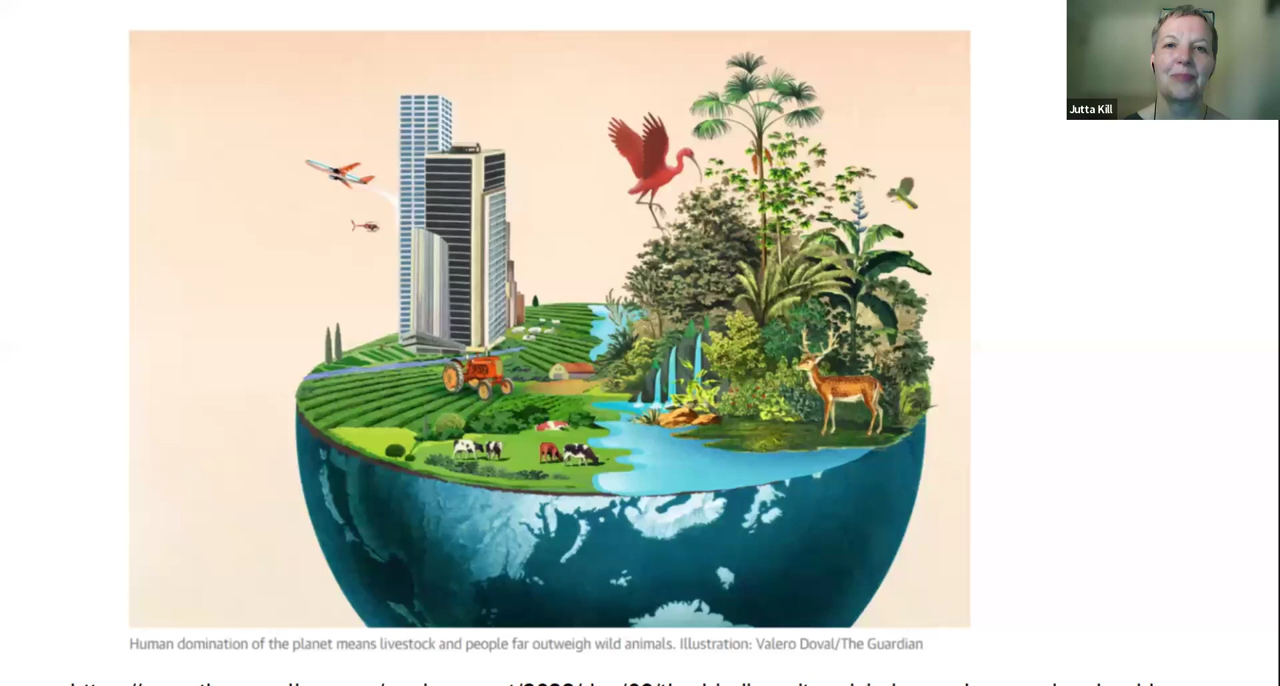 Jutta Kill
Human domination of the planet means livestock and people far outweigh wild animals. Illustration: Valero Doval/The Guardian